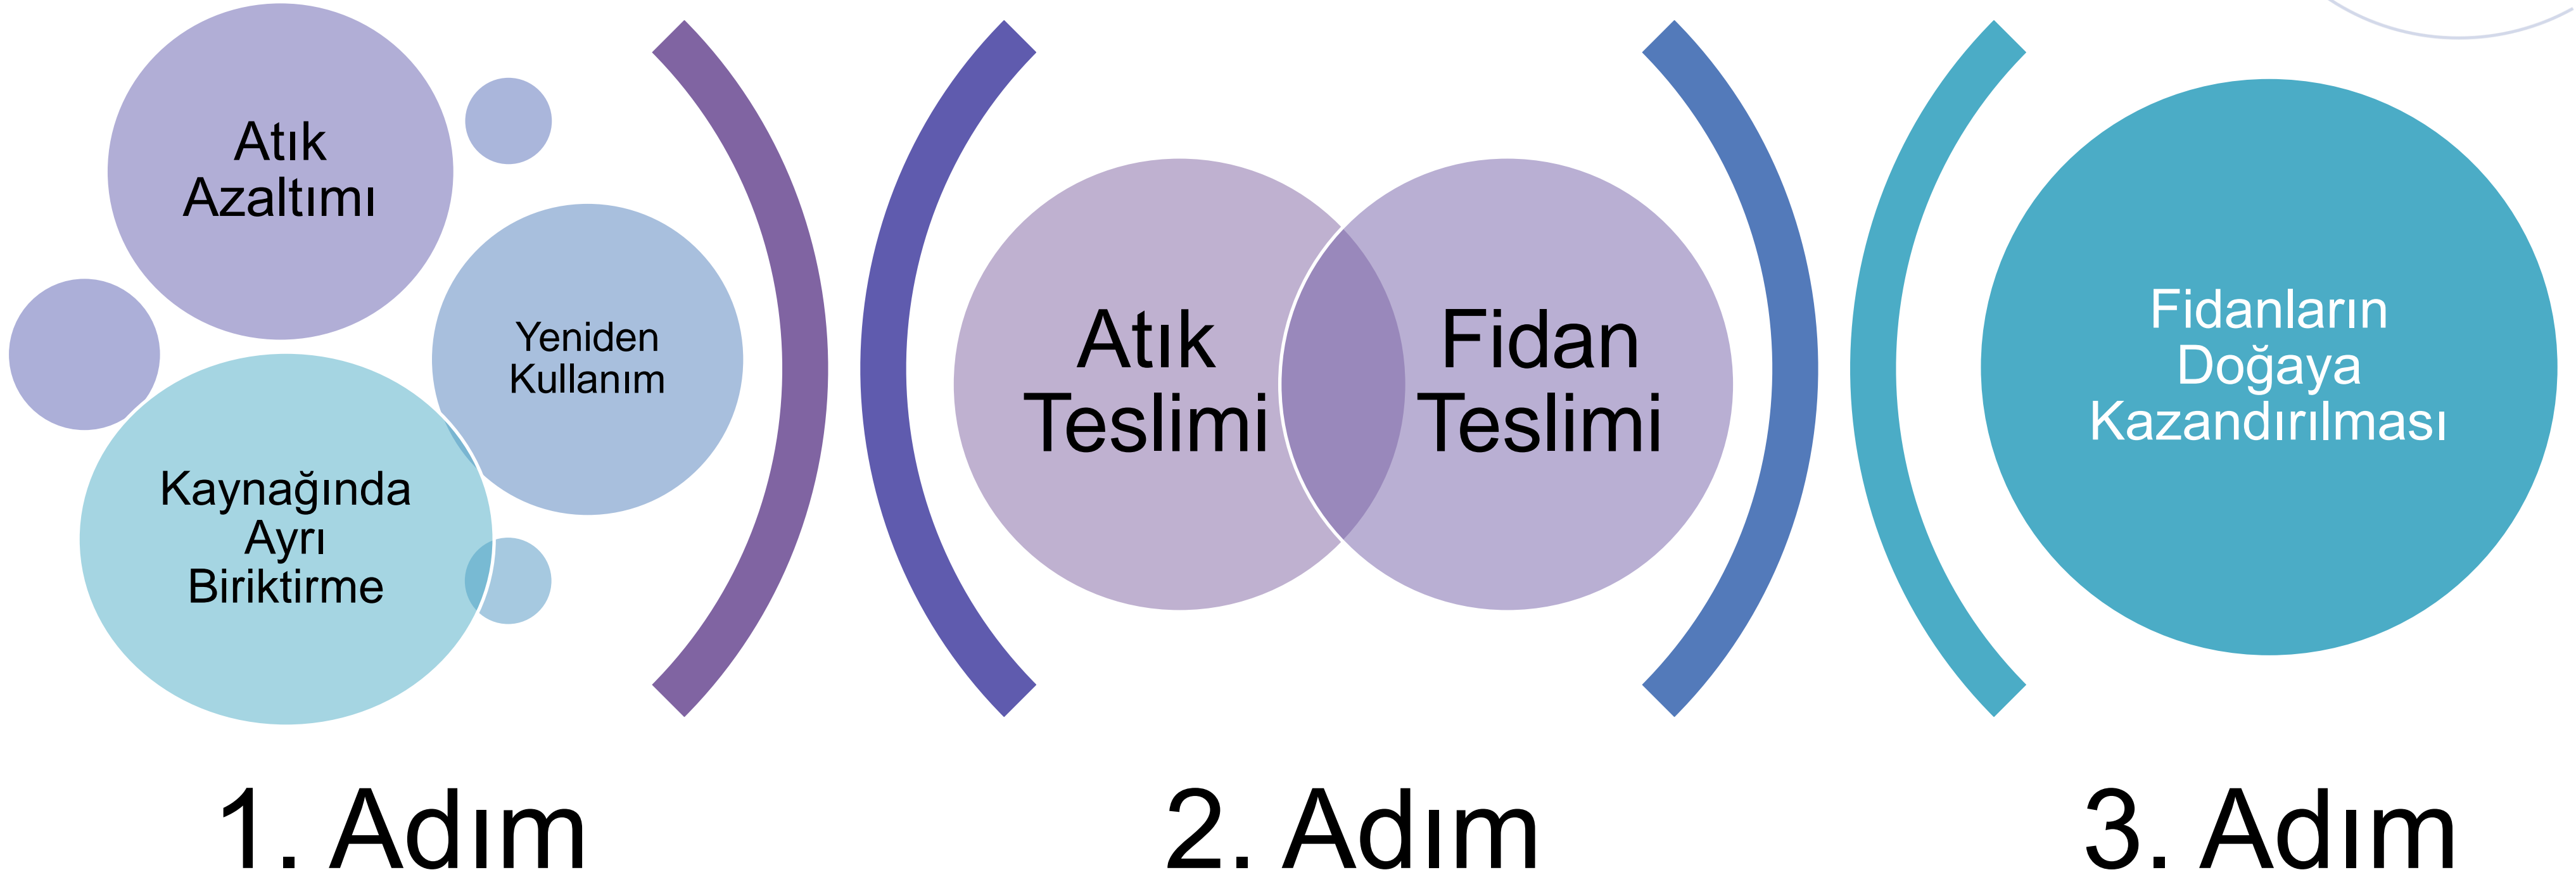 Atık
Azaltımı
Yeniden
Kullanım
Kaynağında
Ayrı
Biriktirme
1. Adım
Atık
Teslimi
Fidan
Teslimi
2. Adım
Fidanların
Doğaya
Kazandırılması
3. Adım